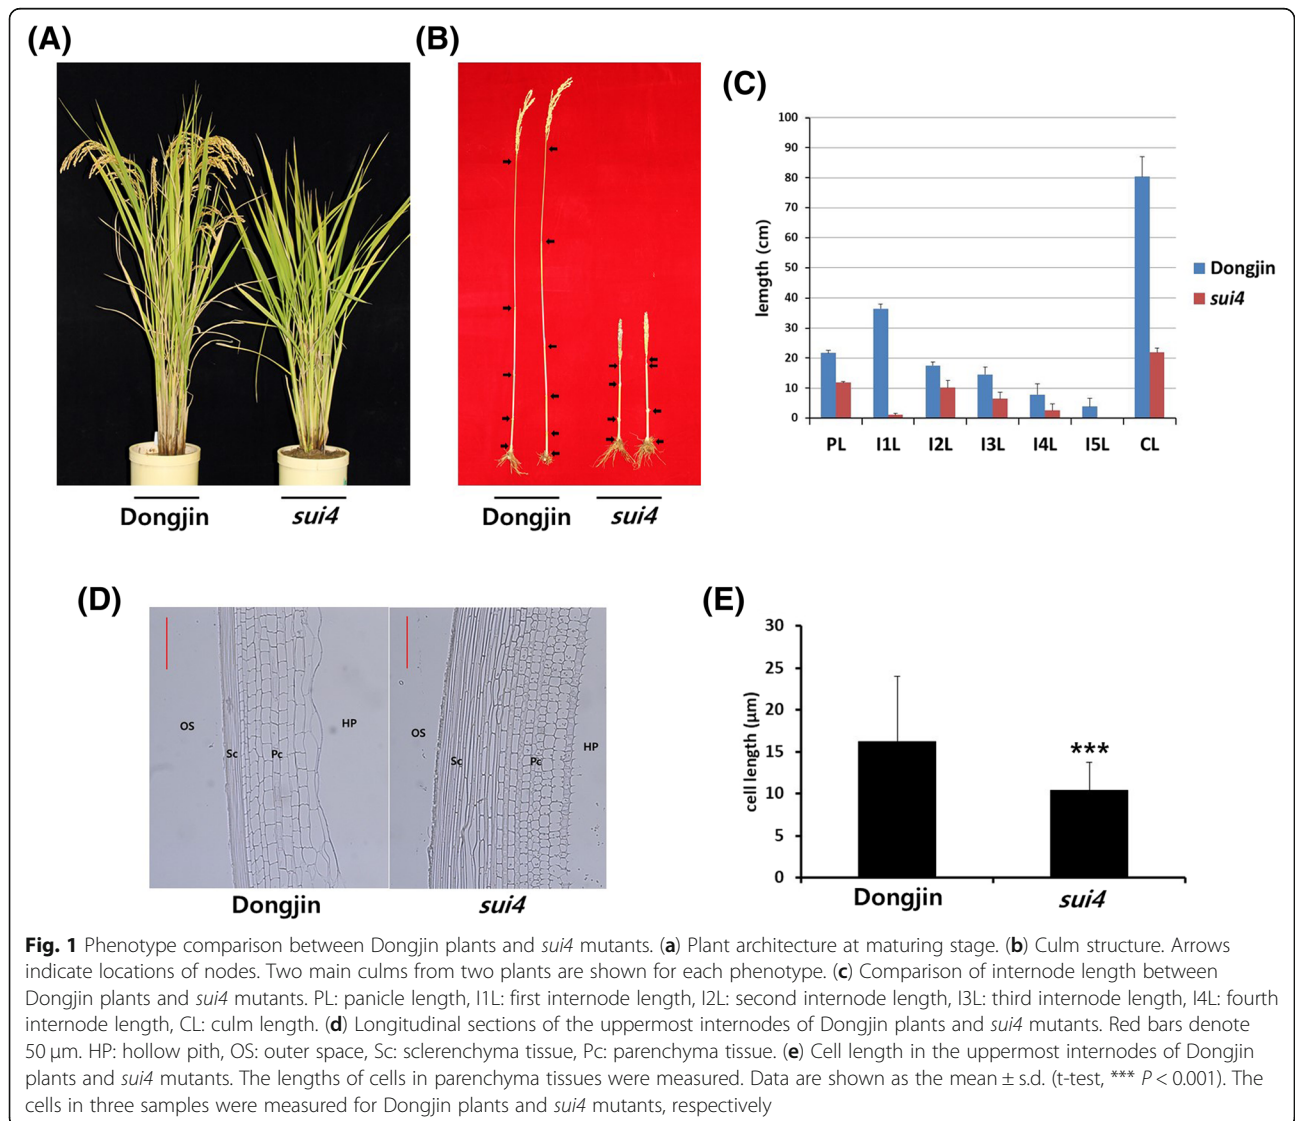 (A)
(B)
Dongjin
sui4
Dongjin
sui4
(C)
lemgth (cm)
100
90
80
70
60
50
40
30
20
10
0
PL I1L I2L I3L I4L I5L CL
Dongjin
sui4
(D)
OS
Sc
Pc
HP
OS
Sc
Pc
HP
Dongjin
sui4
(E)
cell length (µm)
30
25
20
15
10
5
0
***
Dongjin
sui4
Fig. 1 Phenotype comparison between Dongjin plants and sui4 mutants. (a) Plant architecture at maturing stage. (b) Culm structure. Arrows
indicate locations of nodes. Two main culms from two plants are shown for each phenotype. (c) Comparison of internode length between
Dongjin plants and sui4 mutants. PL: panicle length, I1L: first internode length, I2L: second internode length, I3L: third internode length, I4L: fourth
internode length, CL: culm length. (d) Longitudinal sections of the uppermost internodes of Dongjin plants and sui4 mutants. Red bars denote
50 µm. HP: hollow pith, OS: outer space, Sc: sclerenchyma tissue, Pc: parenchyma tissue. (e) Cell length in the uppermost internodes of Dongjin
plants and sui4 mutants. The lengths of cells in parenchyma tissues were measured. Data are shown as the mean ± s.d. (t-test, *** P < 0.001). The
cells in three samples were measured for Dongjin plants and sui4 mutants, respectively